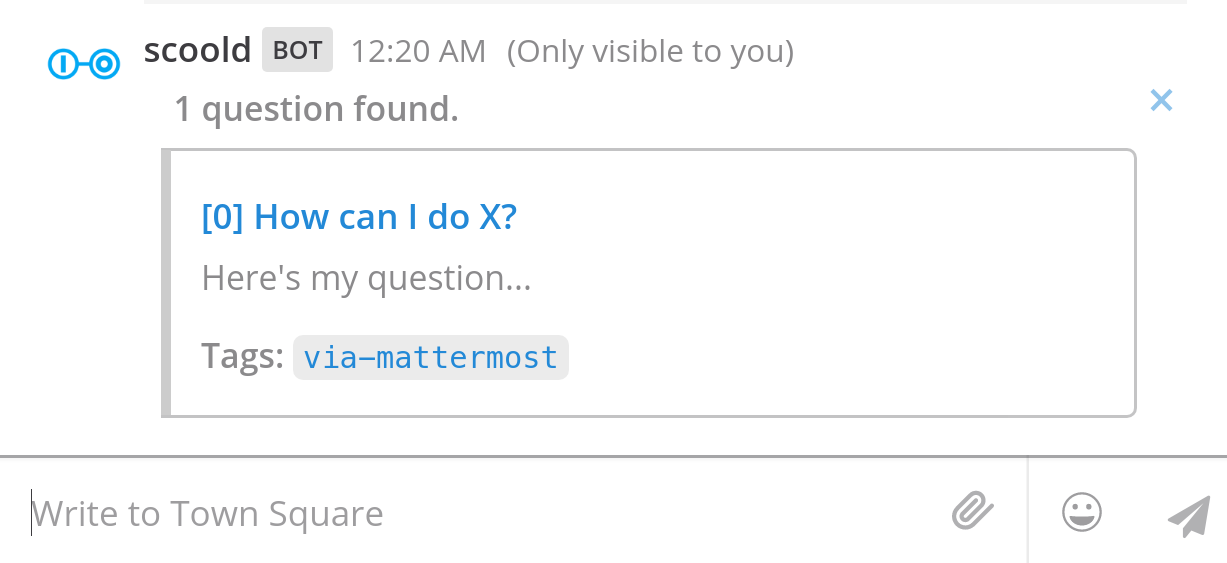 scoold BOT 12:20 AM (Only visible to you)
1 question found.
[0] How can I do X?
Here's my question...
Tags: via-mattermost
Write to Town Square